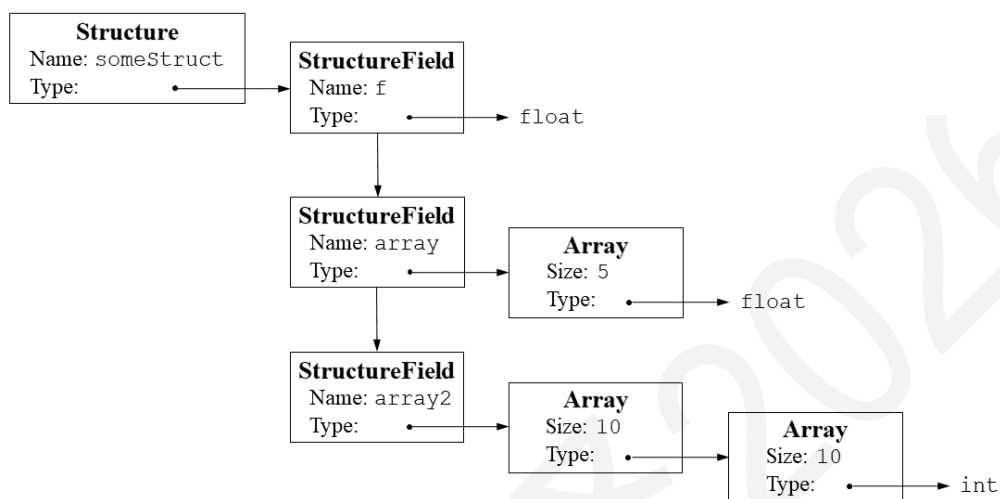 Structure
Name: someStruct
Type:
StructureField
Name: f
Type:
float
StructureField
Name: array
Type:
Array
Size: 5
Type:
float
StructureField
Name: array2
Type:
Array
Size: 10
Type:
Array
Size: 10
Type:
int
2026